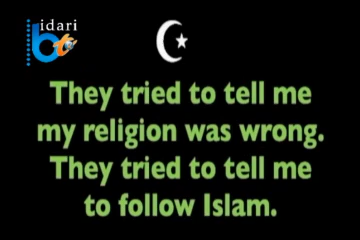 idari
They tried to tell me
my religion was wrong.
They tried to tell me
to follow Islam.